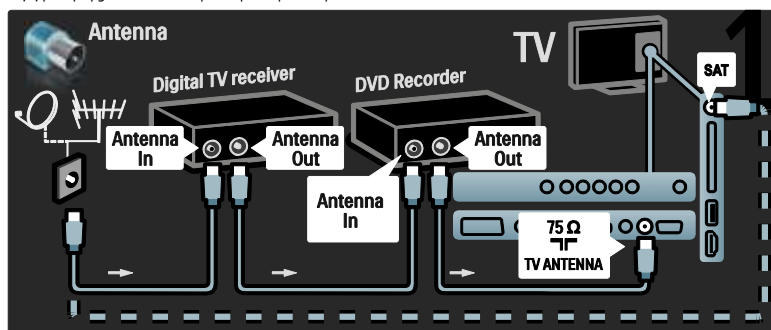 Antenna
TV
1
SAT
Digital TV receiver
DVD Recorder
Antenna
In
Antenna
Out
Antenna
In
Antenna
Out
75 Ω
TV ANTENNA